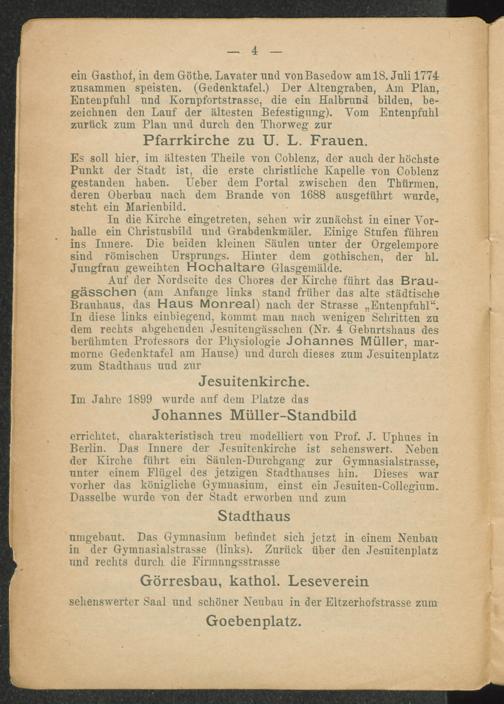 — 4 —
ein Gasthof, in dem Göthe, Lavater und von Basedow am 18. Juli 1774
zusammen speisten. (Gedenktafel.) Der Altengraben, Am Plan,
Entenpfuhl und Kornpfortstrasse, die ein Halbrund bilden, be-
zeichnen den Lauf der ältesten Befestigung). Vom Entenpfuhl
zurück zum Plan und durch den Thorweg zur
Pfarrkirche zu U. L. Frauen.
Es soll hier, im ältesten Theile von Coblenz, der auch der höchste
Punkt der Stadt ist, die erste christliche Kapelle von Coblenz
gestanden haben. Ueber dem Portal zwischen den Thürmen,
deren Oberbau nach dem Brande von 1688 ausgeführt wurde,
steht ein Marienbild.
In die Kirche eingetreten, sehen wir zunächst in einer Vor-
halle ein Christusbild und Grabdenkmäler. Einige Stufen führen
ins Innere. Die beiden kleinen Säulen unter der Orgelempore
sind römischen Ursprungs. Hinter dem gothischen, der hl.
Jungfrau geweihten Hochaltare Glasgemälde.
Auf der Nordseite des Chores der Kirche führt das Brau-
gässchen (am Anfange links stand früher das alte städtische
Brauhaus, das Haus Monreal) nach der Strasse „Entenpfuhl“.
In diese links einbiegend, kommt man nach wenigen Schritten zu
dem rechts abgehenden Jesuitengässchen (Nr. 4 Geburtshaus des
berühmten Professors der Physiologie Johannes Müller, mar-
morne Gedenktafel am Hause) und durch dieses zum Jesuitenplatz
zum Stadthaus und zur
Jesuitenkirche.
Im Jahre 1899 wurde auf dem Platze das
Johannes Müller-Standbild
errichtet, charakteristisch treu modelliert von Prof. J. Uphues in
Berlin. Das Innere der Jesuitenkirche ist sehenswert. Neben
der Kirche führt ein Säulen-Durchgang zur Gymnasialstrasse,
unter einem Flügel des jetzigen Stadthauses hin. Dieses war
vorher das königliche Gymnasium, einst ein Jesuiten-Collegium.
Dasselbe wurde von der Stadt erworben und zum
Stadthaus
umgebaut. Das Gymnasium befindet sich jetzt in einem Neubau
in der Gymnasialstrasse (links). Zurück über den Jesuitenplatz
und rechts durch die Firmungsstrasse
Görresbau, kathol. Leseverein
sehenswerter Saal und schöner Neubau in der Eltzerhofstrasse zum
Goebenplatz.